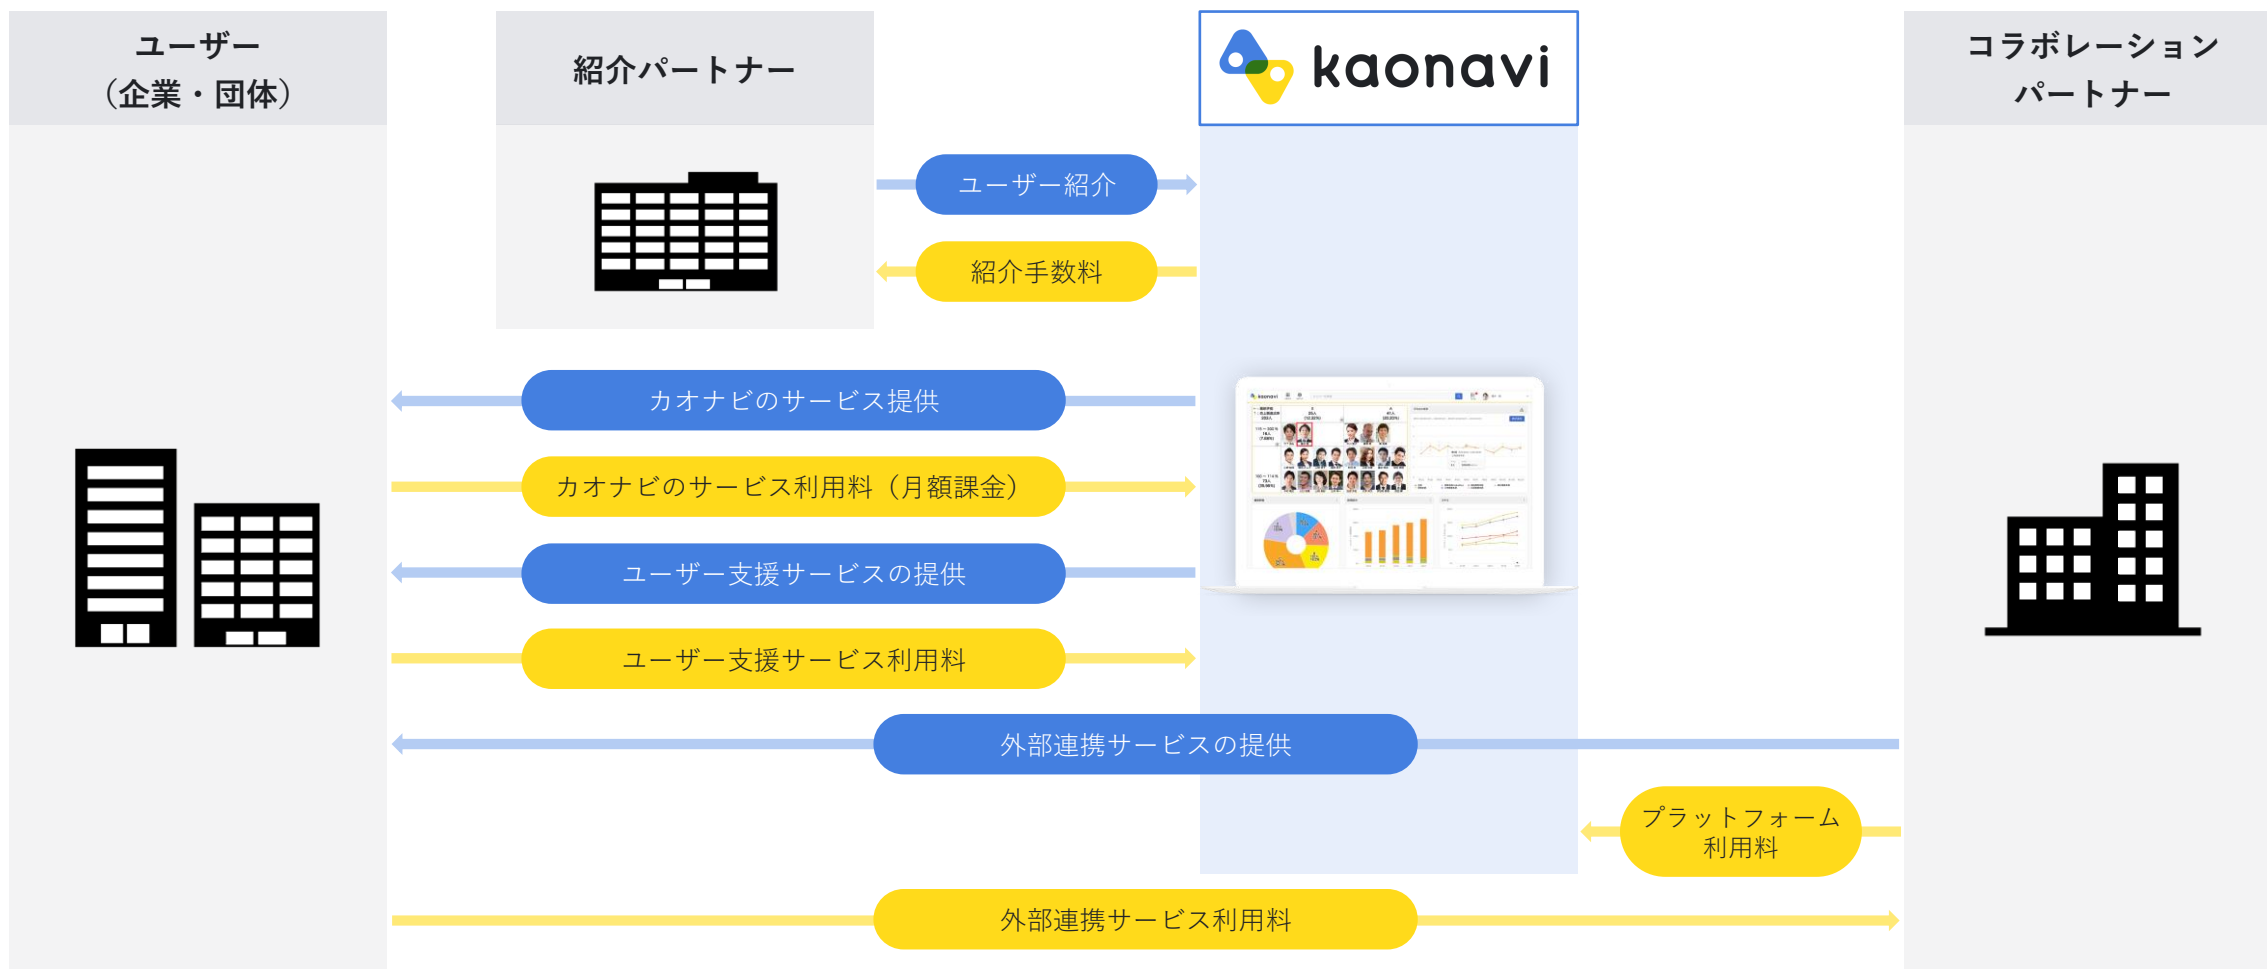 ユーザー
（企業・団体）
紹介パートナー
kaonavi
コラボレーション
パートナー
ユーザー紹介
紹介手数料
カオナビのサービス提供
カオナビのサービス利用料（月額課金）
ユーザー支援サービスの提供
ユーザー支援サービス利用料
外部連携サービスの提供
プラットフォーム
利用料
外部連携サービス利用料
kaonavi